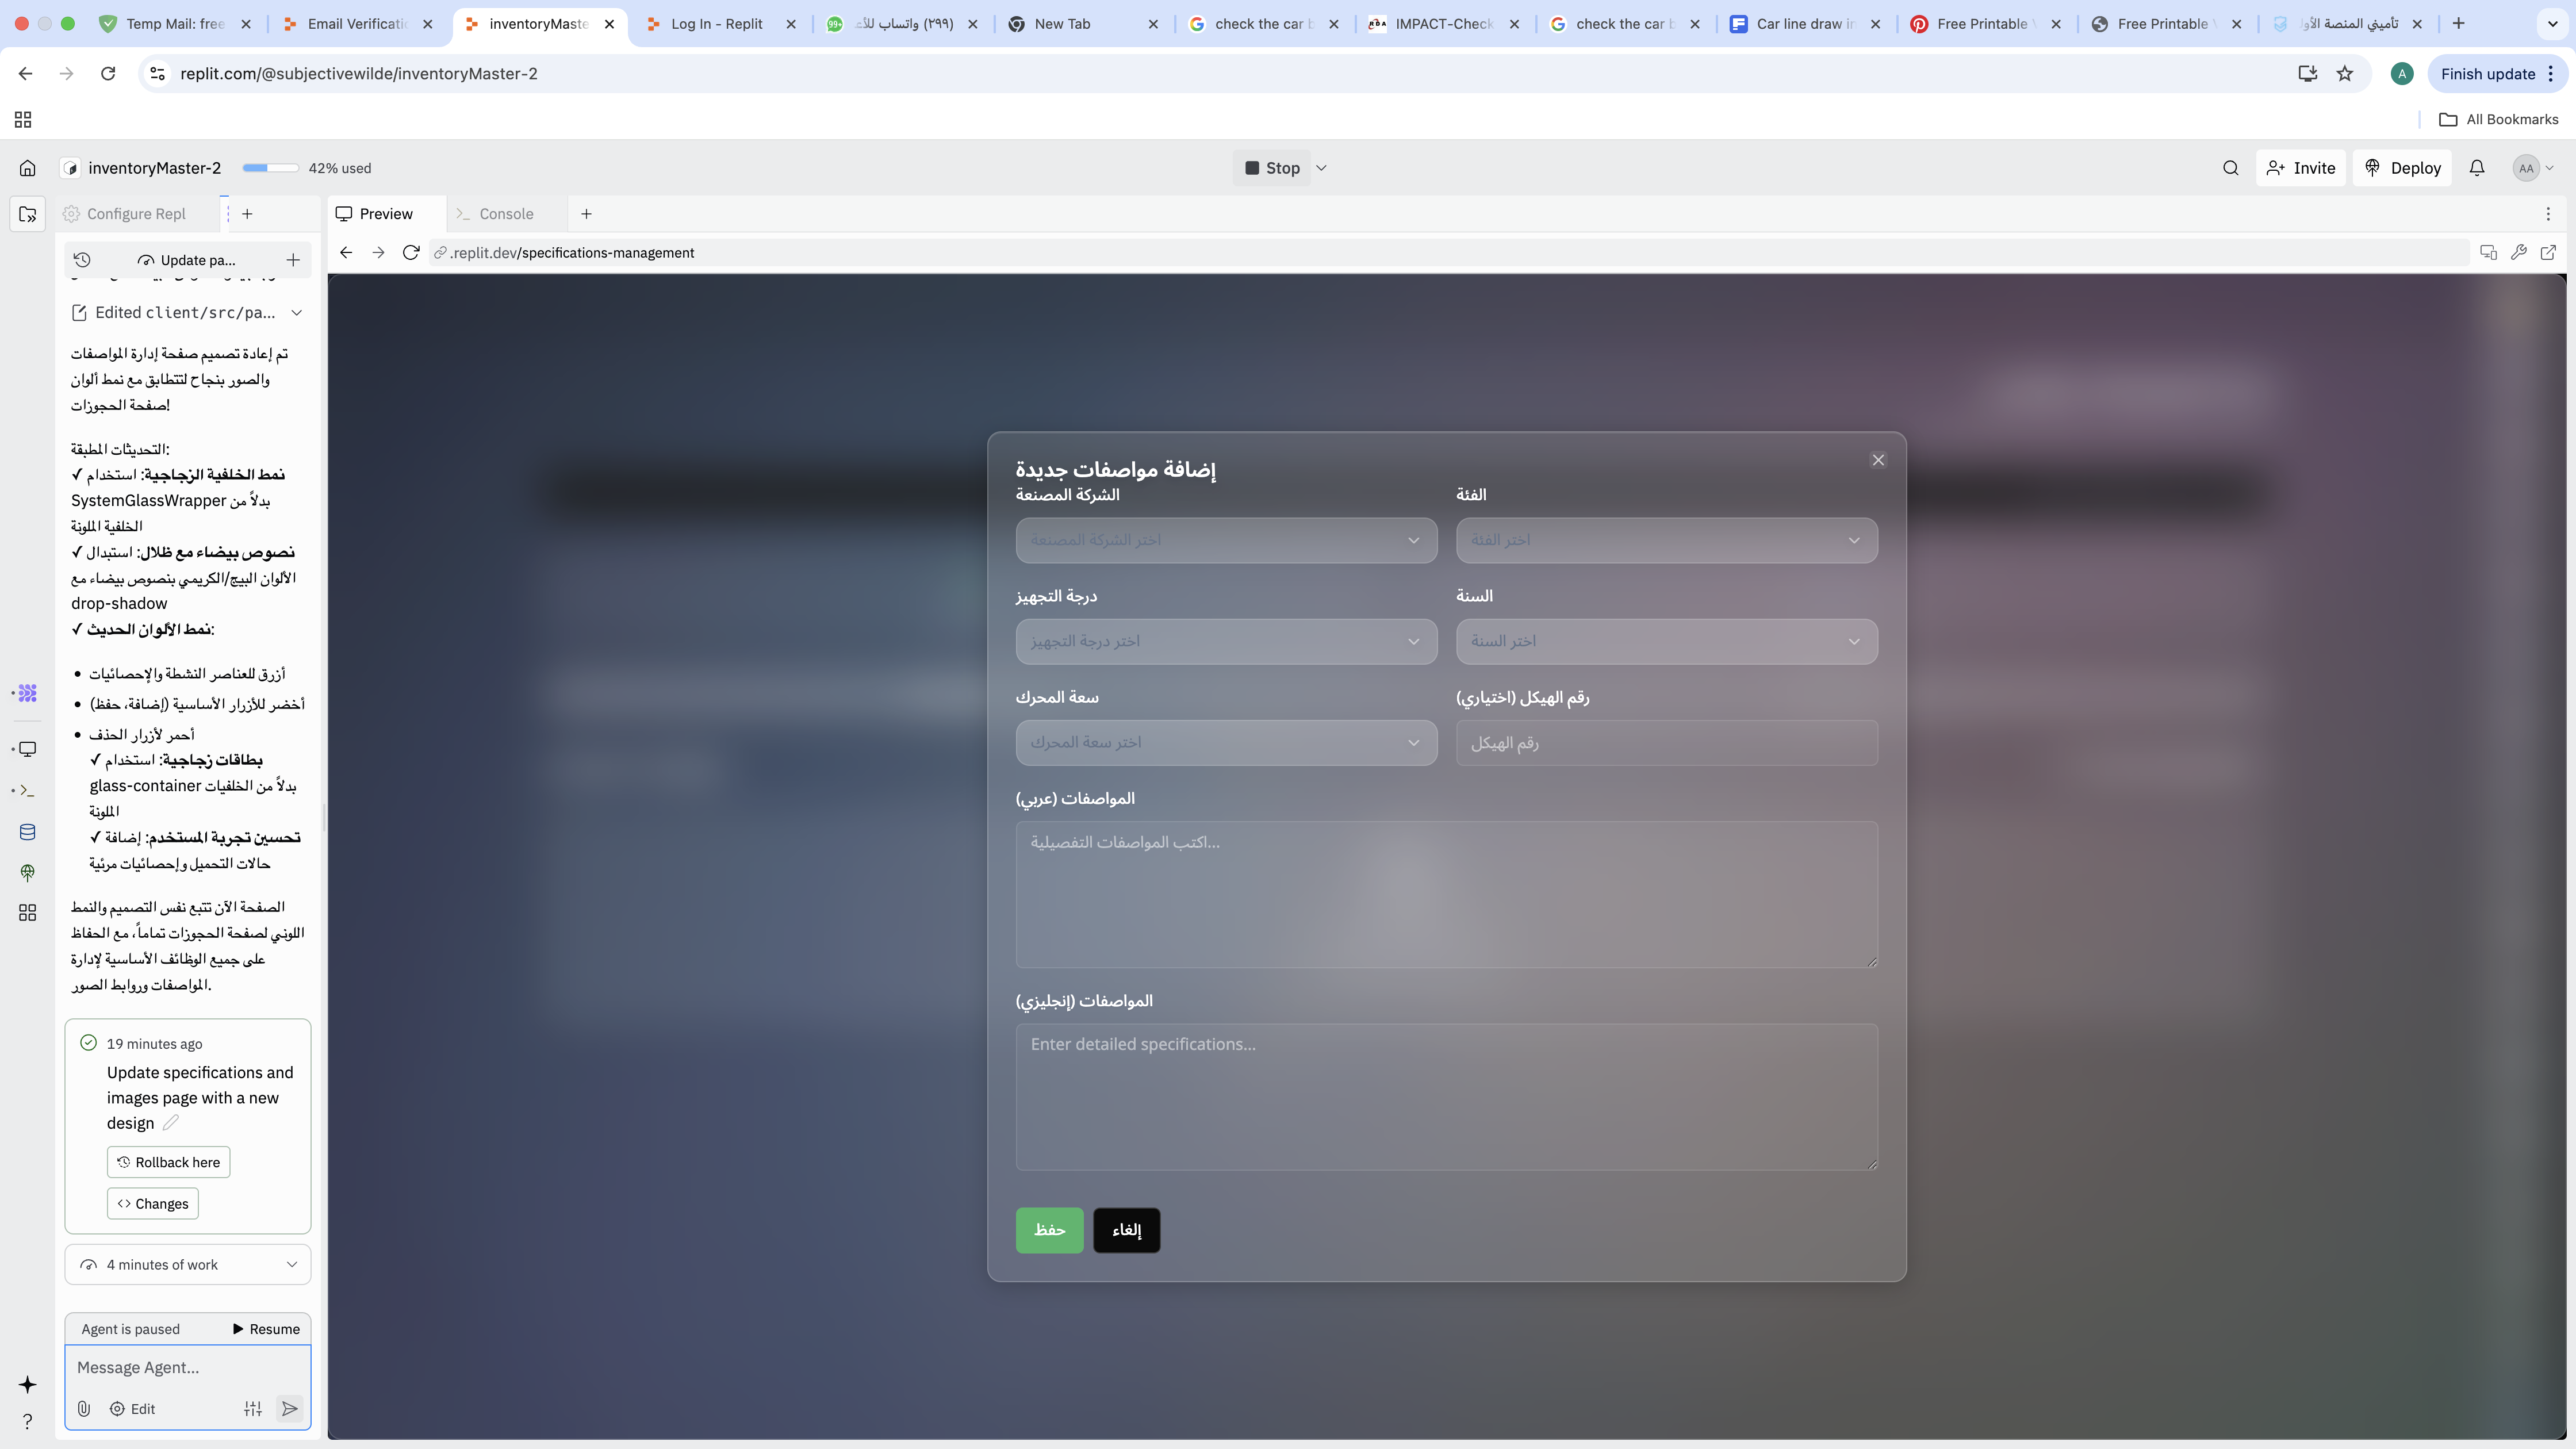 Temp Mail: free
Email Verificatio
inventoryMaste
Log In - Replit
99+
(٢٩٩) واتساب للأع
New Tab
check the car b
IMPACT-Check
check the car b
Car line draw in
Free Printable
Free Printable
تأميني المنصة الأول
replit.com/@subjectivewilde/inventoryMaster-2
A
Finish update
All Bookmarks
inventoryMaster-2
42% used
Stop
Invite
Deploy
AA
Configure Repl
Preview
Console
.replit.dev/specifications-management
Update pa...
Edited client/src/pa...
تم إعادة تصميم صفحة إدارة المواصفات
والصور بنجاح لتتطابق مع نمط ألوان
صفحة الحجوزات!
التحديثات المطبقة:
✓ نمط الخلفية الزجاجية: استخدام
SystemGlassWrapper بدلاً من
الخلفية الملونة
✓ نصوص بيضاء مع ظلال: استبدال
الألوان البيج/الكريمي بنصوص بيضاء مع
drop-shadow
✓ نمط الألوان الحديث:
• أزرق للعناصر النشطة والإحصائيات
• أخضر للأزرار الأساسية (إضافة، حفظ)
• أحمر لأزرار الحذف
✓ بطاقات زجاجية: استخدام
glass-container بدلاً من الخلفيات
الملونة
✓ تحسين تجربة المستخدم: إضافة
حالات التحميل وإحصائيات مرئية
الصفحة الآن تتبع نفس التصميم والنمط
اللوني لصفحة الحجوزات تماماً، مع الحفاظ
على جميع الوظائف الأساسية لإدارة
المواصفات وروابط الصور.
19 minutes ago
Update specifications and
images page with a new
design
Rollback here
Changes
4 minutes of work
Agent is paused
Resume
Message Agent...
Edit
إضافة مواصفات جديدة
الشركة المصنعة
الفئة
اختر الشركة المصنعة
اختر الفئة
درجة التجهيز
السنة
اختر درجة التجهيز
اختر السنة
سعة المحرك
رقم الهيكل (اختياري)
اختر سعة المحرك
رقم الهيكل
المواصفات (عربي)
اكتب المواصفات التفصيلية...
المواصفات (إنجليزي)
Enter detailed specifications...
حفظ
إلغاء